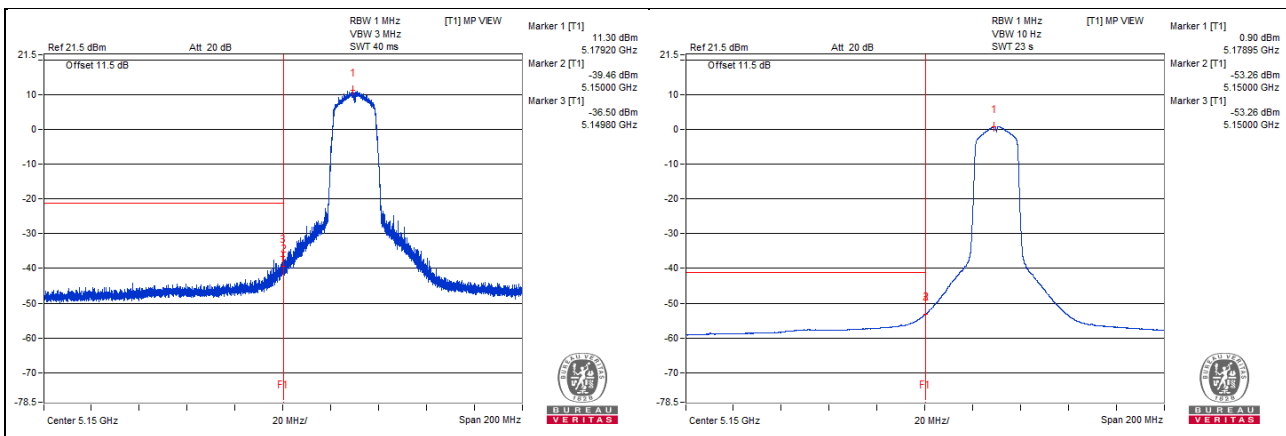 RBW 1 MHz
[T1] MP VIEW
VBW 3 MHz
Ref 21.5 dBm
Att 20 dB
SWT 40 ms
Marker 1 [T1]
11.30 dBm
5.17920 GHz
Marker 2 [T1]
-39.46 dBm
5.15000 GHz
Marker 3 [T1]
-36.50 dBm
5.14980 GHz
21.5
Offset 11.5 dB
10
0
-10
-20
-30
-40
-50
-60
-70
-78.5
1
3
2
F1
Center 5.15 GHz
20 MHz/
Span 200 MHz
BUREAU VERITAS
1828
BUREAU
VERITAS
RBW 1 MHz
[T1] MP VIEW
VBW 10 Hz
Ref 21.5 dBm
Att 20 dB
SWT 23 s
Marker 1 [T1]
0.90 dBm
5.17895 GHz
Marker 2 [T1]
-53.26 dBm
5.15000 GHz
Marker 3 [T1]
-53.26 dBm
5.15000 GHz
21.5
Offset 11.5 dB
10
0
-10
-20
-30
-40
-50
-60
-70
-78.5
1
F1
Center 5.15 GHz
20 MHz/
Span 200 MHz
BUREAU VERITAS
1828
BUREAU
VERITAS